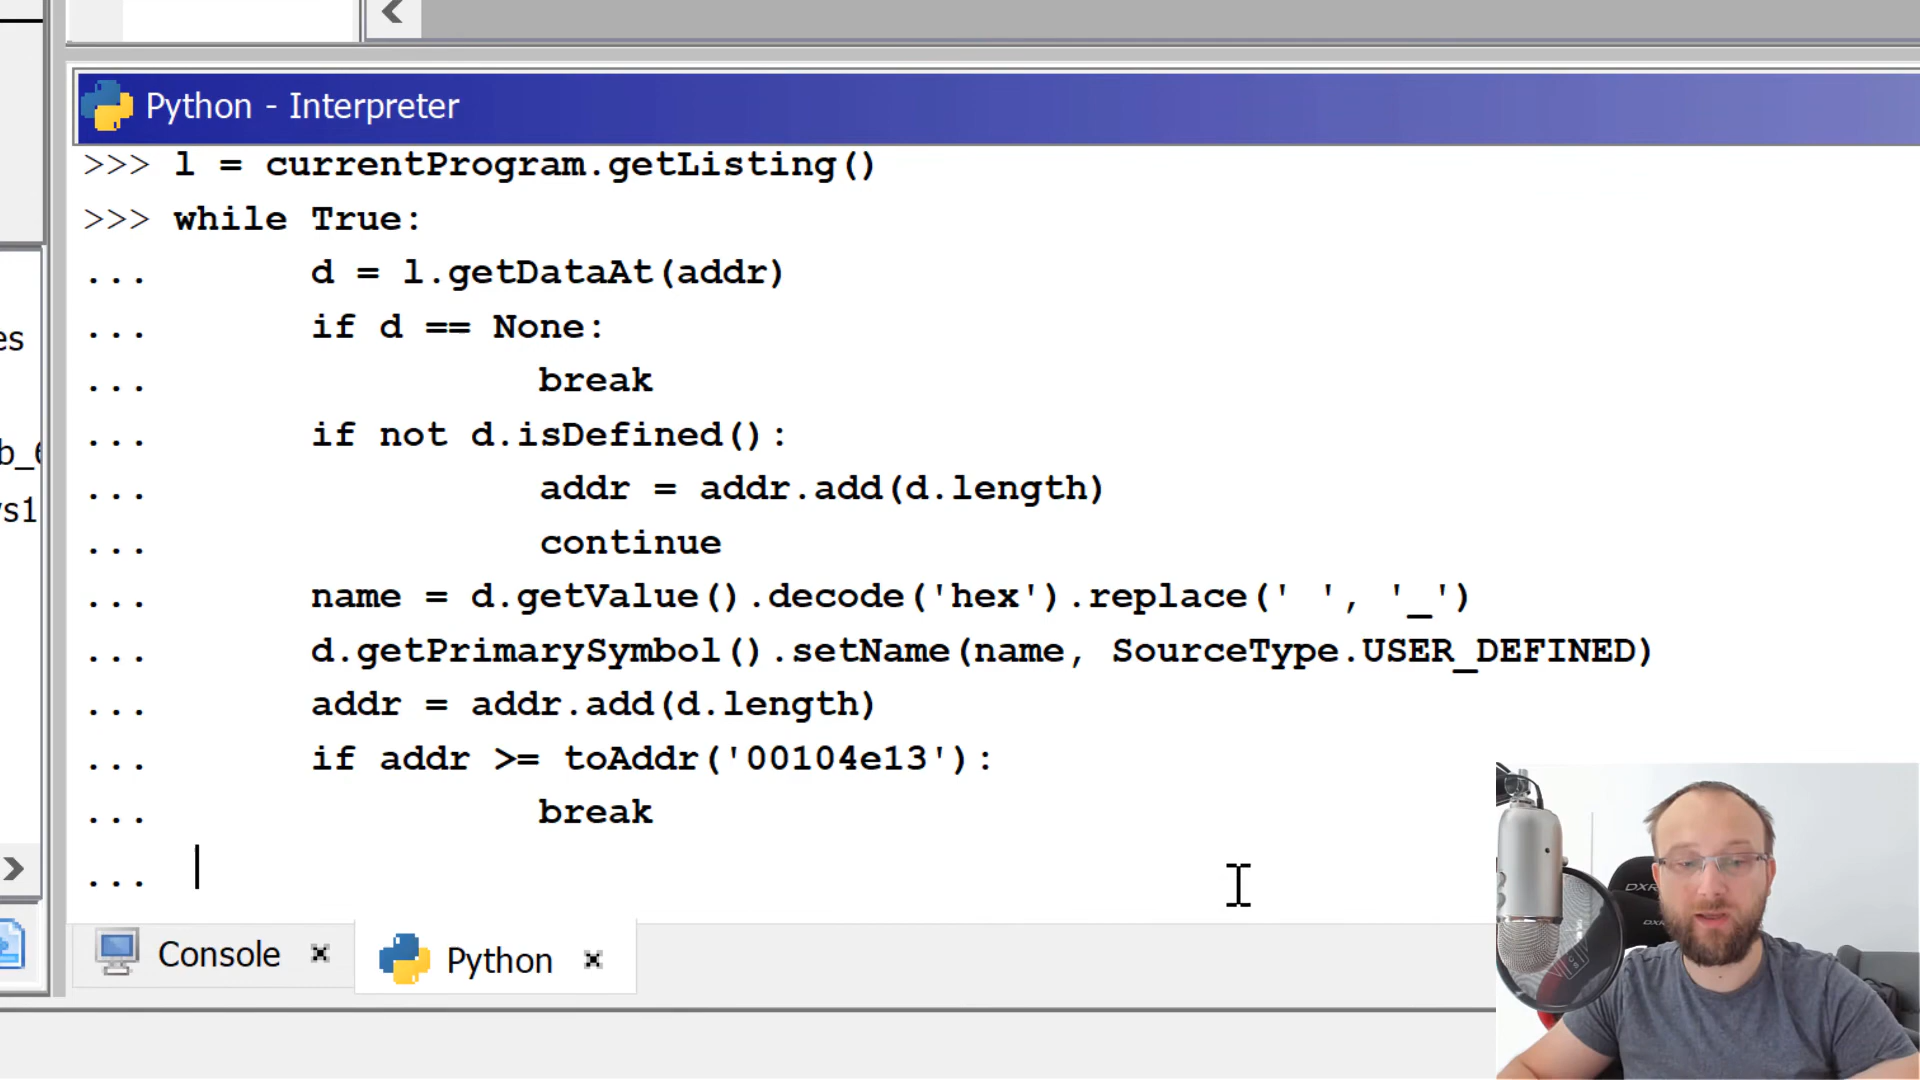 Python - Interpreter
>>> l = currentProgram.getListing()
>>> while True:
... d = l.getDataAt(addr)
... if d == None:
... break
... if not d.isDefined():
... addr = addr.add(d.length)
... continue
... name = d.getValue().decode('hex').replace(' ', '_')
... d.getPrimarySymbol().setName(name, SourceType.USER_DEFINED)
... addr = addr.add(d.length)
... if addr >= toAddr('00104e13'):
... break
...
es
b_6
s1
DXR
Console
Python